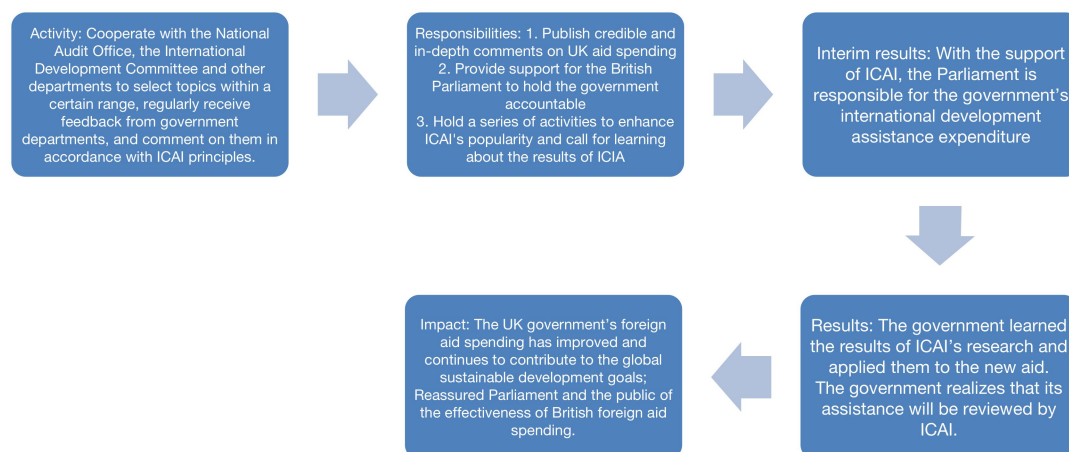 Activity: Cooperate with the National
Audit Office, the International
Development Committee and other
departments to select topics within a
certain range, regularly receive
feedback from government
departments, and comment on them in
accordance with ICAI principles.
Responsibilities: 1. Publish credible and
in-depth comments on UK aid spending
2. Provide support for the British
Parliament to hold the government
accountable
3. Hold a series of activities to enhance
ICAI's popularity and call for learning
about the results of ICIA
Interim results: With the support
of ICAI, the Parliament is
responsible for the government's
international development
assistance expenditure
Results: The government learned
the results of ICAI's research and
applied them to the new aid.
The government realizes that its
assistance will be reviewed by
ICAI.
Impact: The UK government's foreign
aid spending has improved and
continues to contribute to the global
sustainable development goals;
Reassured Parliament and the public of
the effectiveness of British foreign aid
spending.